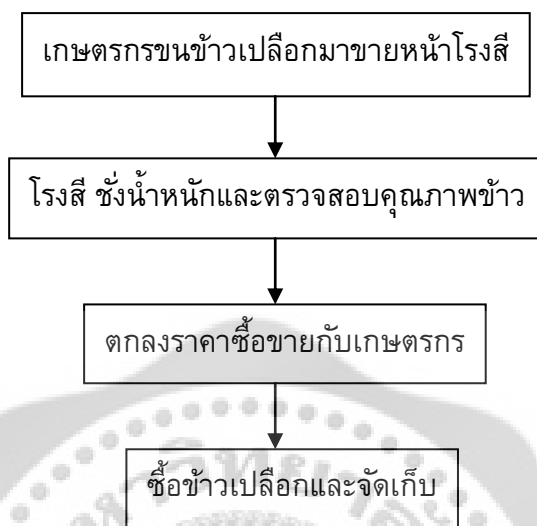 เกษตรกรขนข้าวเปลือกมาขายหน้าโรงสี
โรงสี ชั่งน้ำหนักและตรวจสอบคุณภาพข้าว
ตกลงราคาซื้อขายกับเกษตรกร
ซื้อข้าวเปลือกและจัดเก็บ